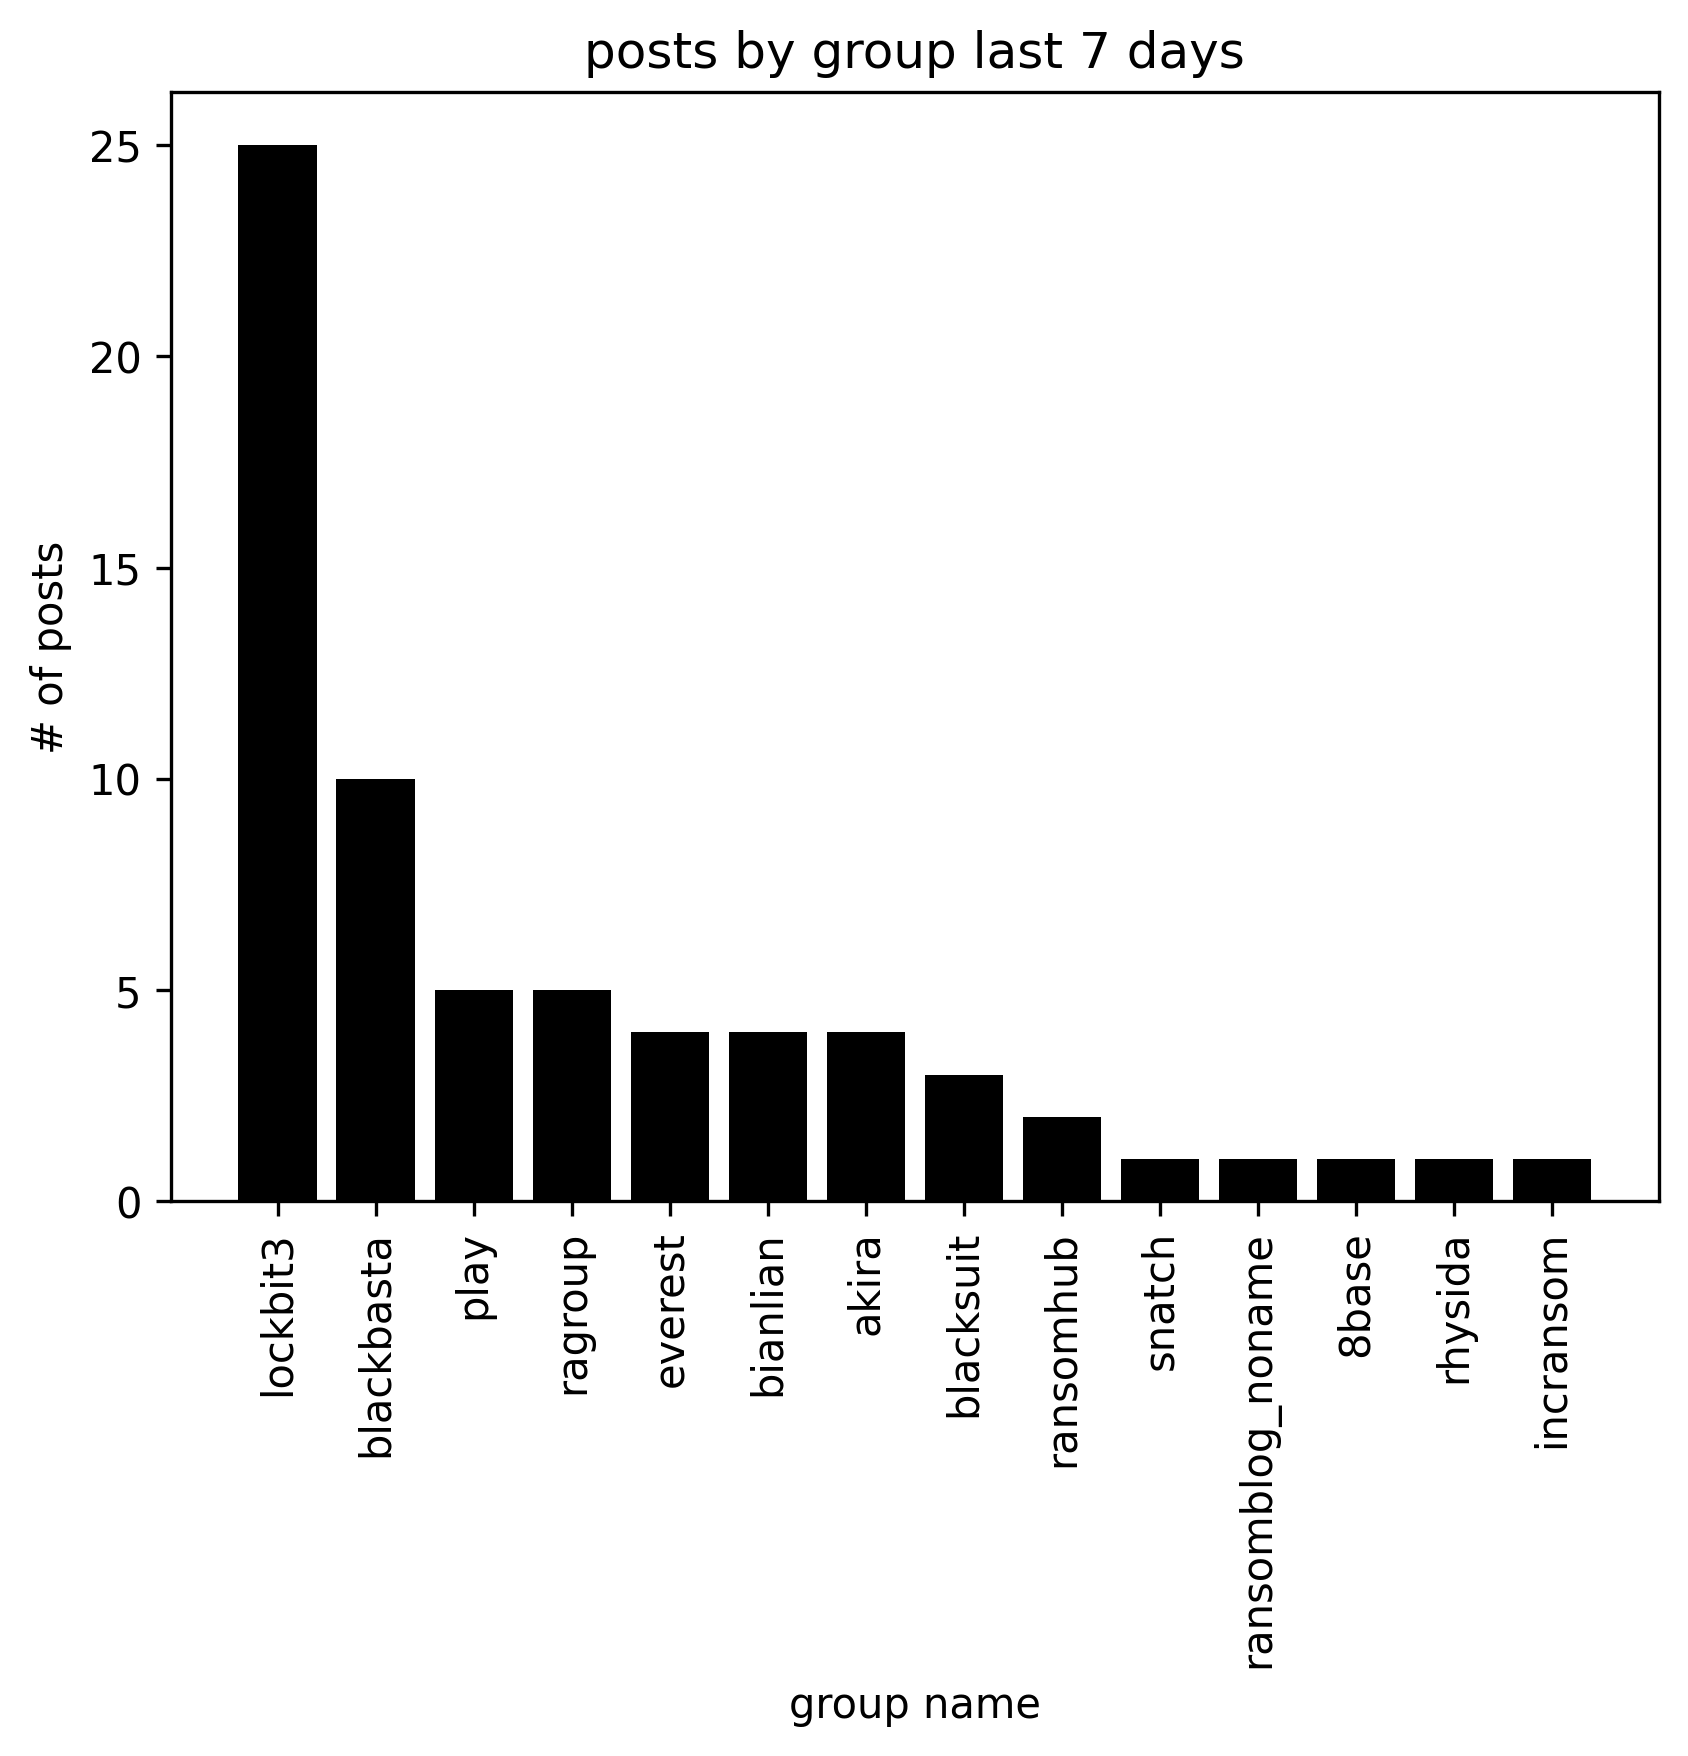 posts by group last 7 days
# of posts
25
20
15
10
5
0
lockbit3
blackbasta
play
ragroup
everest
bianlian
akira
blacksuit
ransomhub
snatch
ransomblog_noname
8base
rhysida
incransom
group name